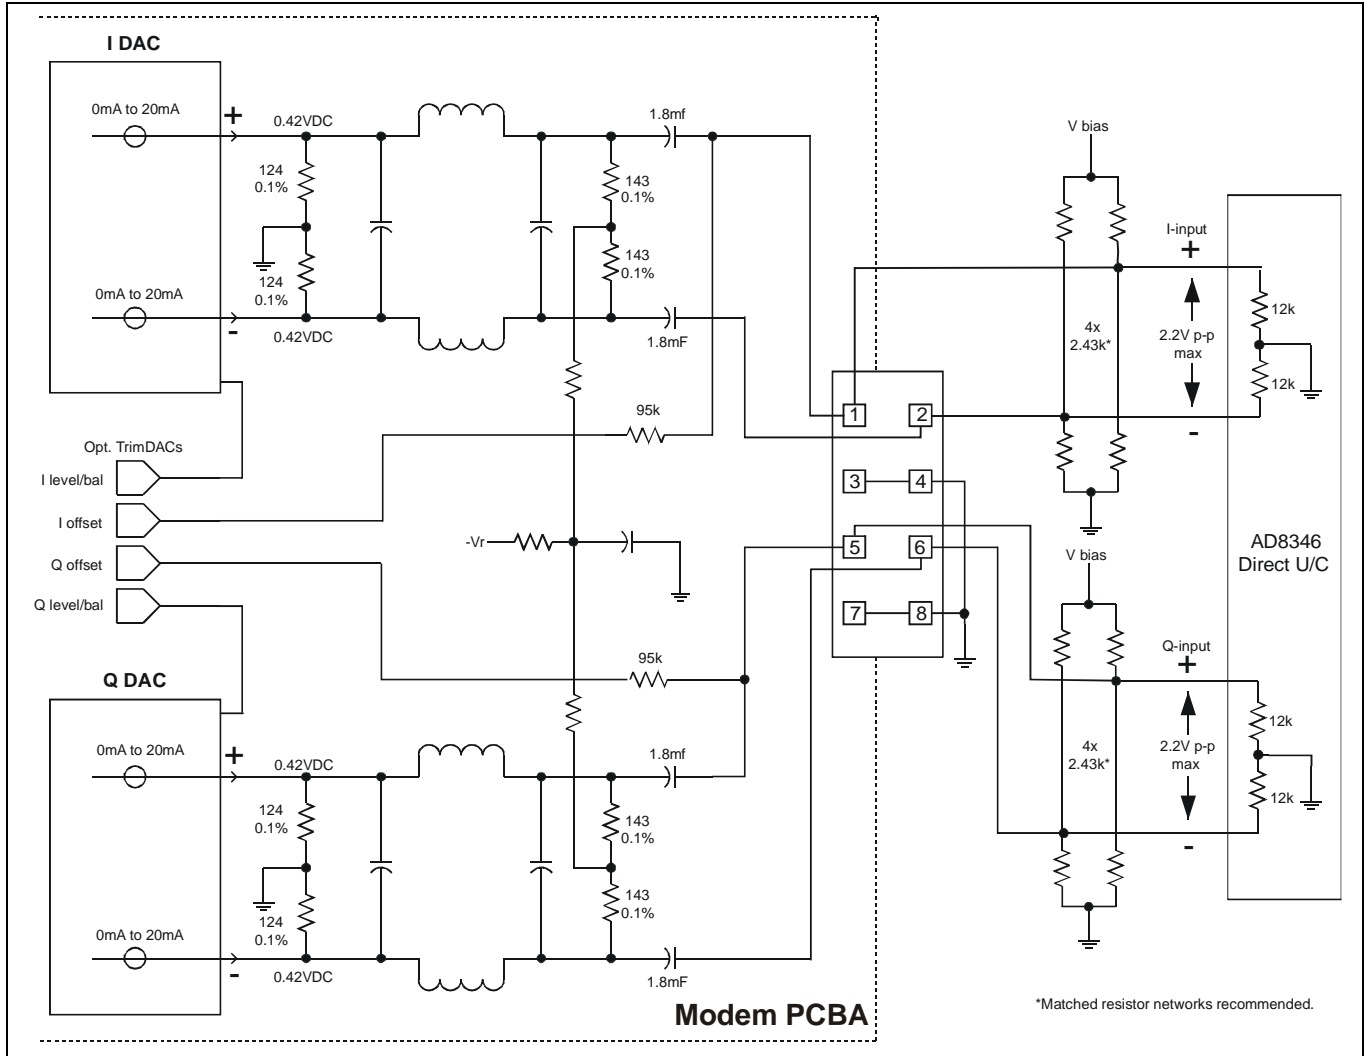 I DAC
0mA to 20mA
+
0.42VDC
124
0.1%
124
0.1%
0mA to 20mA
-
0.42VDC
1.8mf
143
0.1%
143
0.1%
1.8mF
95k
Opt. TrimDACs
I level/bal
I offset
Q offset
Q level/bal
-Vr
95k
Q DAC
0mA to 20mA
+
0.42VDC
124
0.1%
124
0.1%
0mA to 20mA
-
0.42VDC
1.8mf
143
0.1%
143
0.1%
1.8mF
Modem PCBA
1
2
3
4
5
6
7
8
V bias
4x
2.43k*
I-input
+
2.2V p-p
max
-
12k
12k
V bias
4x
2.43k*
Q-input
+
2.2V p-p
max
-
12k
12k
AD8346
Direct U/C
*Matched resistor networks recommended.